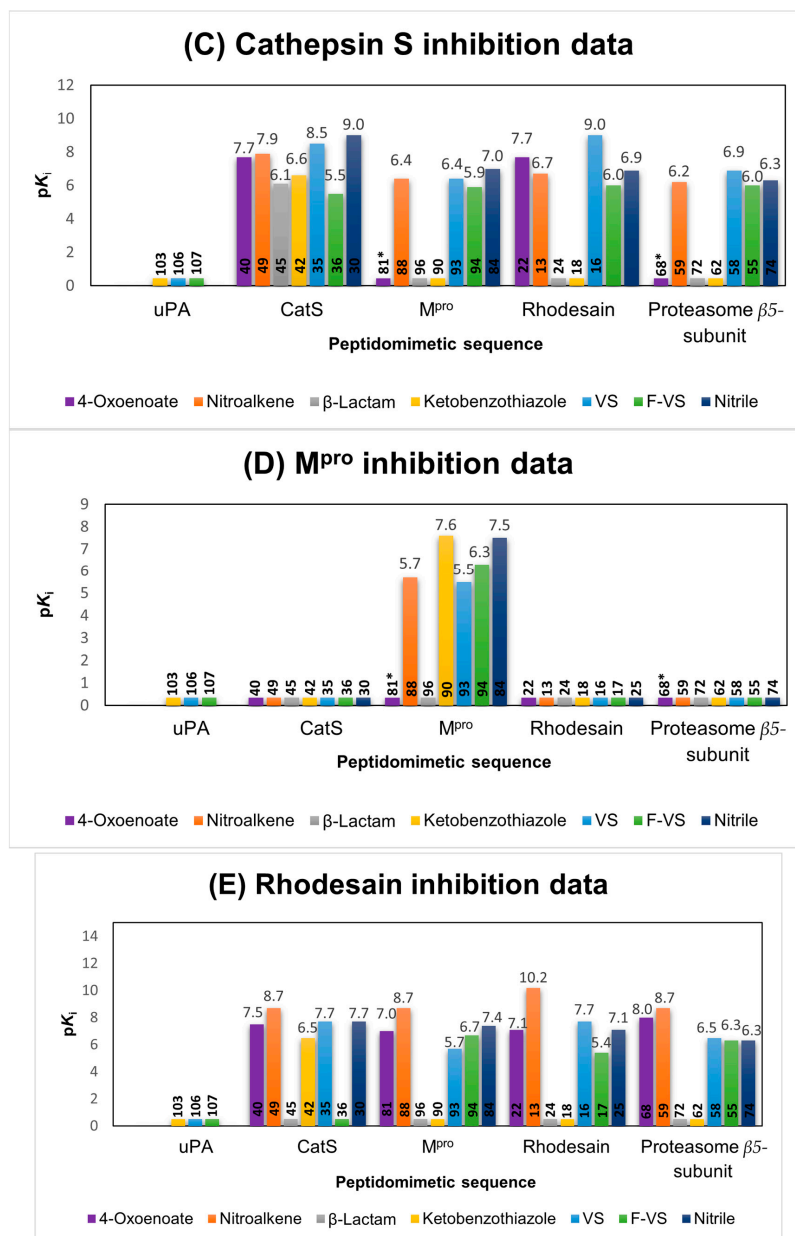 (C) Cathepsin S inhibition data
12
10
8
6
4
2
0
pKi
103 106 107
7.7 7.9 6.1 6.6 8.5 5.5 9.0
40 49 45 42 35 36 30
6.4 6.4 5.9 7.0
81* 88 96 90 93 94 84
7.7 6.7 9.0 6.0 6.9
22 13 24 18 16
6.2 6.9 6.0 6.3
68* 59 72 62 58 55 74
uPA CatS Mpro Rhodesain Proteasome β5-
subunit
Peptidomimetic sequence
4-Oxoenoate Nitroalkene β-Lactam Ketobenzothiazole VS F-VS Nitrile
(D) Mpro inhibition data
9
8
7
6
5
4
3
2
1
0
pKi
103 106 107
40 49 45 42 35 36 30
5.7 7.6 5.5 6.3 7.5
81* 88 96 90 93 94 84
22 13 24 18 16 17 25
68* 59 72 62 58 55 74
uPA CatS Mpro Rhodesain Proteasome β5-
subunit
Peptidomimetic sequence
4-Oxoenoate Nitroalkene β-Lactam Ketobenzothiazole VS F-VS Nitrile
(E) Rhodesain inhibition data
14
12
10
8
6
4
2
0
pKi
103 106 107
7.5 8.7 6.5 7.7 7.7
40 49 45 42 35 36 30
7.0 8.7 5.7 6.7 7.4
81 88 96 90 93 94 84
7.1 10.2 7.7 5.4 7.1
22 13 24 18 16 17 25
8.0 8.7 6.5 6.3 6.3
68 59 72 62 58 55 74
uPA CatS Mpro Rhodesain Proteasome β5-
subunit
Peptidomimetic sequence
4-Oxoenoate Nitroalkene β-Lactam Ketobenzothiazole VS F-VS Nitrile